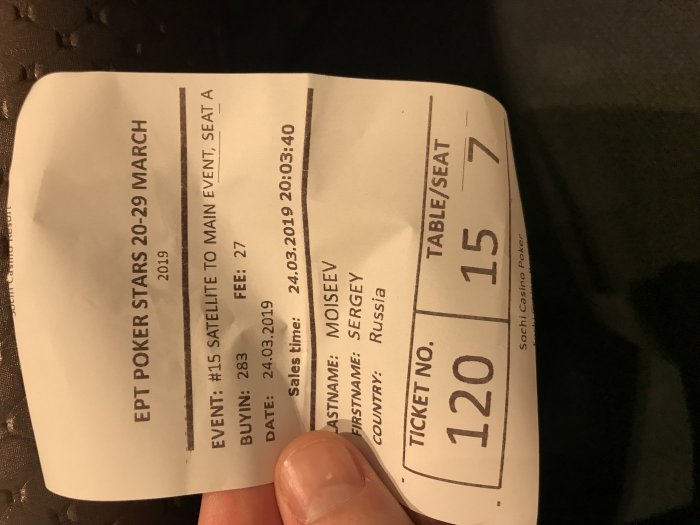 EPT POKER STARS 20-29 MARCH
2019
EVENT: #15 SATELLITE TO MAIN EVENT, SEAT A
BUYIN: 283 FEE: 27
DATE: 24.03.2019
Sales time: 24.03.2019 20:03:40
LASTNAME: MOISEEV
FIRSTNAME: SERGEY
COUNTRY: Russia
TICKET NO. TABLE/SEAT
120 15 7
Sochi Casino Poker